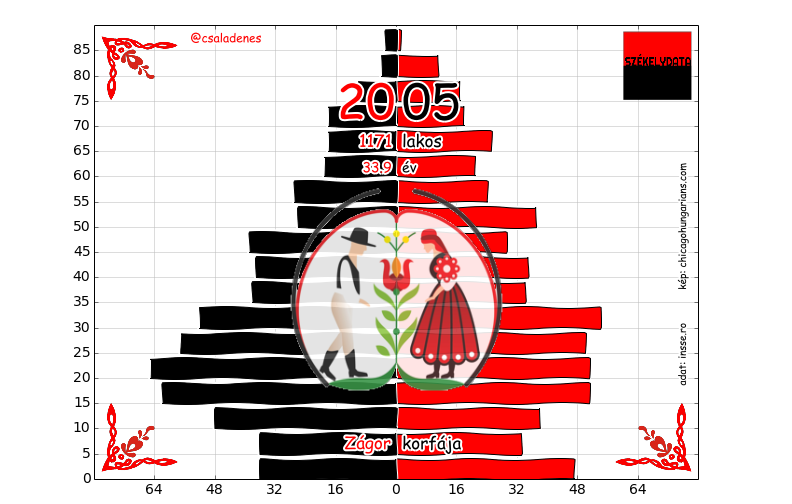 @csaladenes
SZÉKELYDATA
2005
1171 lakos
33.9 év
kép: chicagohungarians.com
adat: insse.ro
Zágor korfája
85
80
75
70
65
60
55
50
45
40
35
30
25
20
15
10
5
0
64 48 32 16 0 16 32 48 64